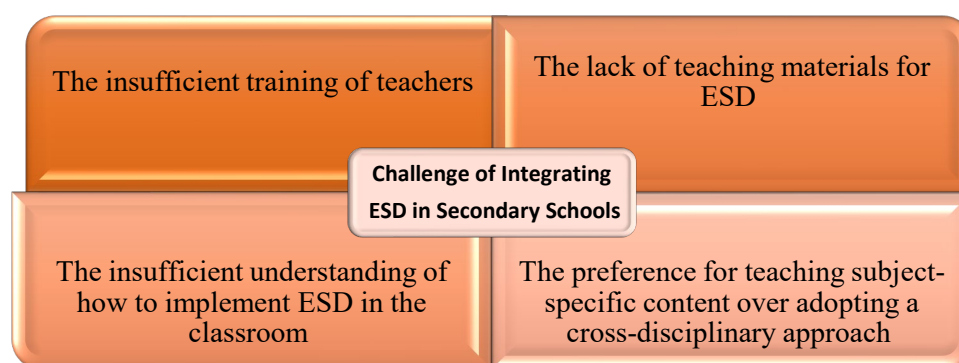 The insufficient training of teachers
The lack of teaching materials for
ESD
Challenge of Integrating
ESD in Secondary Schools
The insufficient understanding of
how to implement ESD in the
classroom
The preference for teaching subject-
specific content over adopting a
cross-disciplinary approach